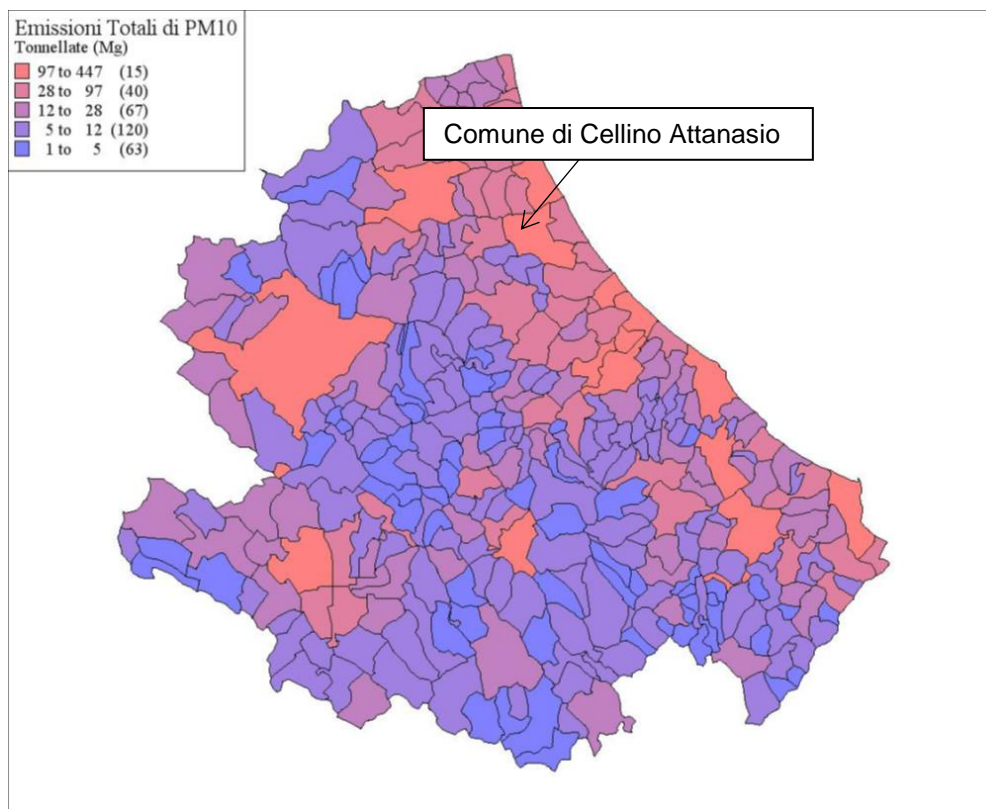 Emissioni Totali di PM10
Tonnellate (Mg)
97 to 447 (15)
28 to 97 (40)
12 to 28 (67)
5 to 12 (120)
1 to 5 (63)
Comune di Cellino Attanasio